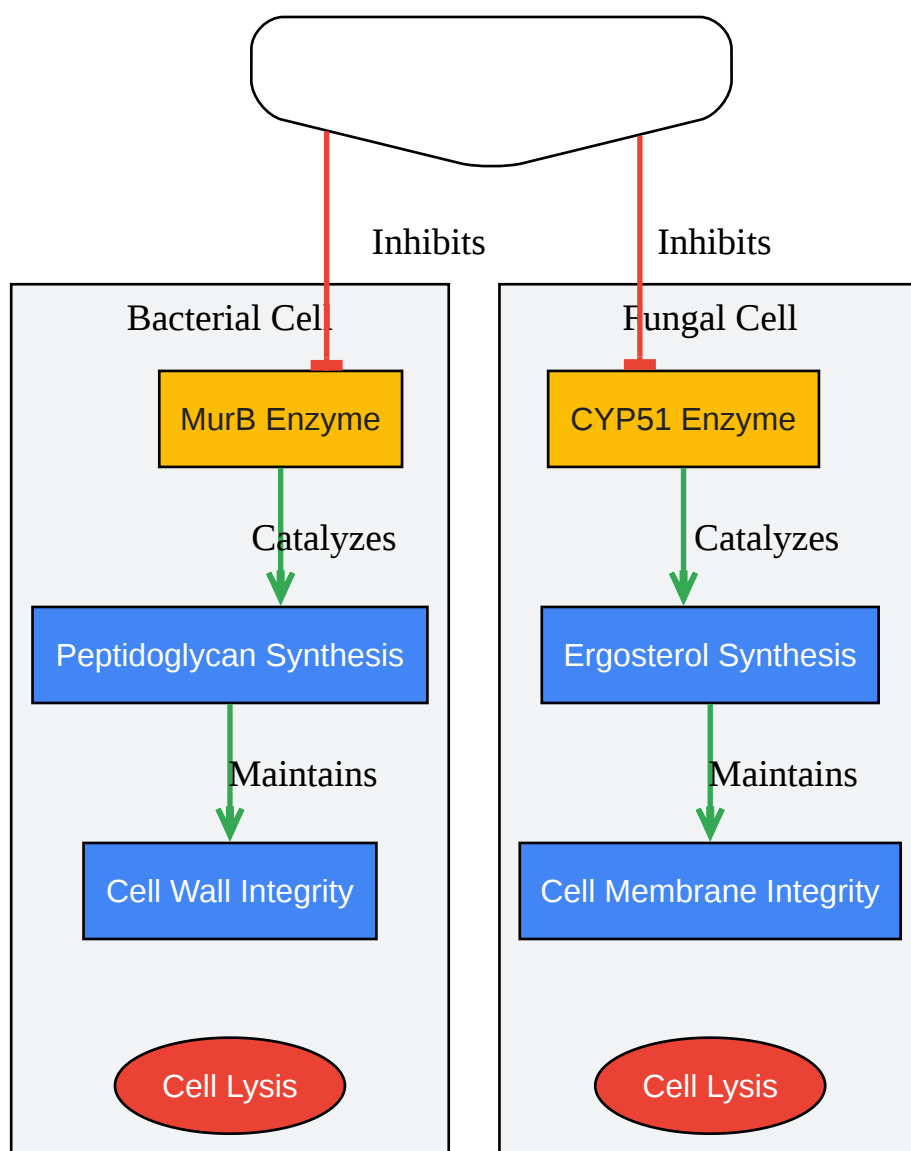 Inhibits
Inhibits
Bacterial Cell
Fungal Cell
MurB Enzyme
CYP51 Enzyme
Catalyzes
Catalyzes
Peptidoglycan Synthesis
Ergosterol Synthesis
Maintains
Maintains
Cell Wall Integrity
Cell Membrane Integrity
Cell Lysis
Cell Lysis